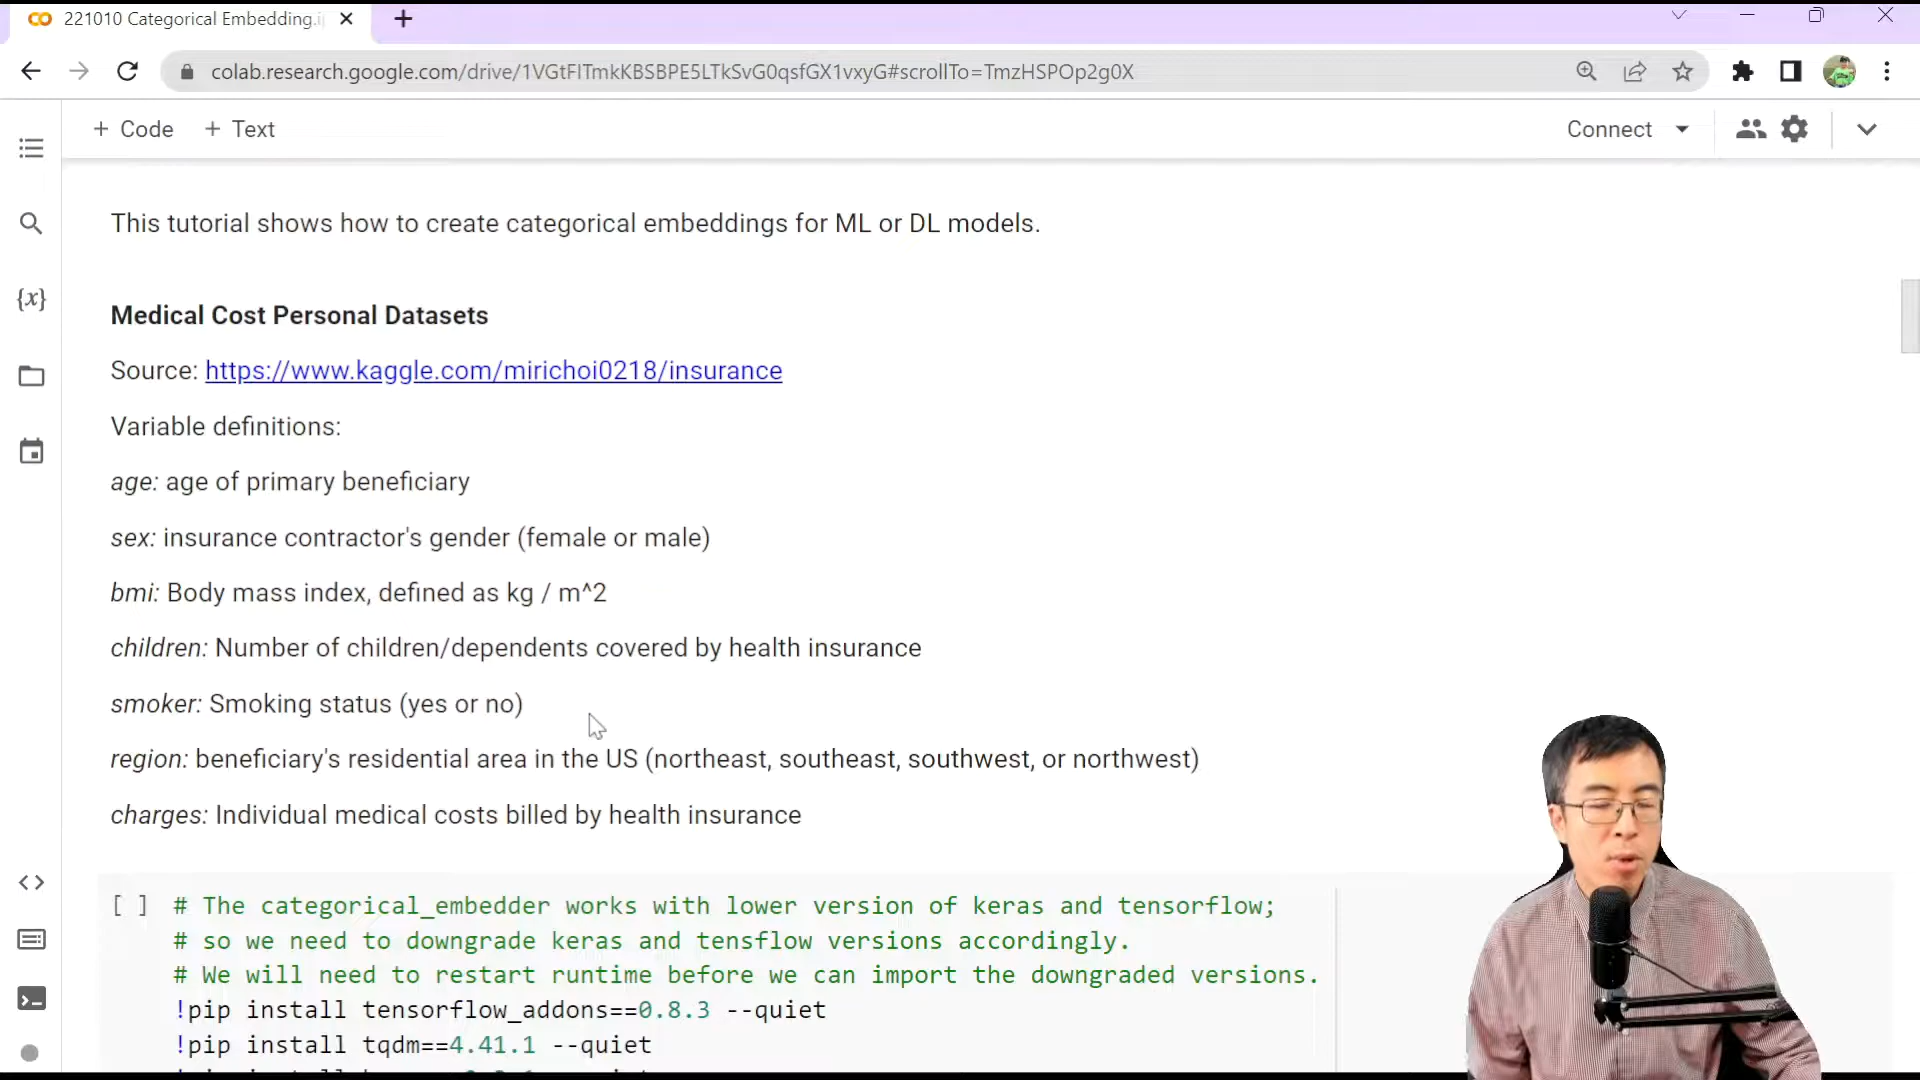 221010 Categorical Embedding.i
colab.research.google.com/drive/1VGtFITmkKBSBPE5LTkSvG0qsfGX1vxyG#scrollTo=TmzHSPOp2g0X
+ Code + Text
Connect
This tutorial shows how to create categorical embeddings for ML or DL models.
Medical Cost Personal Datasets
Source: https://www.kaggle.com/mirichoi0218/insurance
Variable definitions:
age: age of primary beneficiary
sex: insurance contractor's gender (female or male)
bmi: Body mass index, defined as kg / m^2
children: Number of children/dependents covered by health insurance
smoker: Smoking status (yes or no)
region: beneficiary's residential area in the US (northeast, southeast, southwest, or northwest)
charges: Individual medical costs billed by health insurance
[ ] # The categorical_embedder works with lower version of keras and tensorflow;
# so we need to downgrade keras and tensflow versions accordingly.
# We will need to restart runtime before we can import the downgraded versions.
!pip install tensorflow_addons==0.8.3 --quiet
!pip install tqdm==4.41.1 --quiet